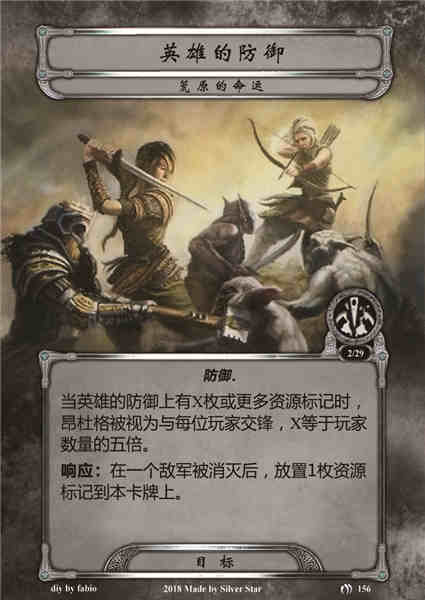 英雄的防御
荒原的命运
2/29
防御.
当英雄的防御上有X枚或更多资源标记时，
昂杜格被视为与每位玩家交锋，X等于玩家
数量的五倍。
响应：在一个敌军被消灭后，放置1枚资源
标记到本卡牌上。
目标
diy by fabio
2018 Made by Silver Star
156